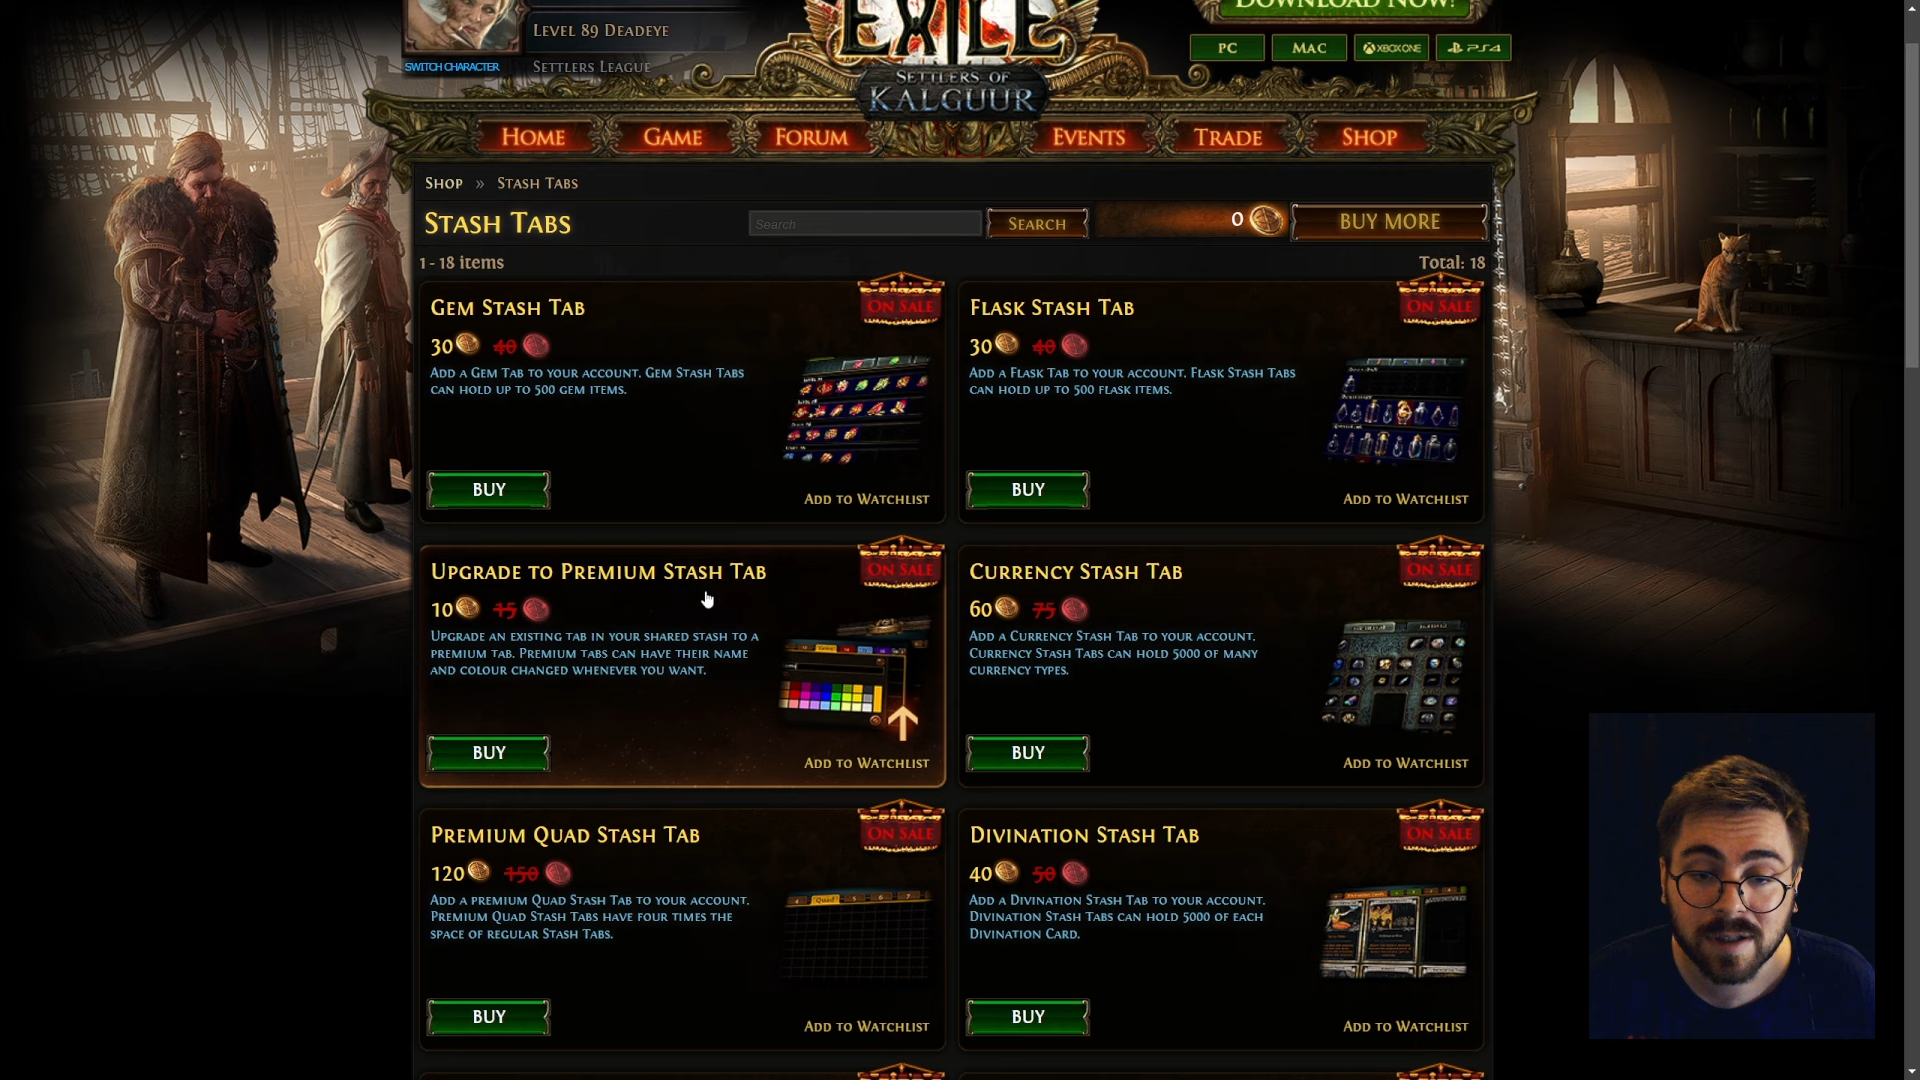 Level 89 Deadeye
SWITCH CHARACTER
Settlers League
EXILE
SETTLERS OF
KALGUUR
DOWNLOAD NOW!
PC
MAC
XBOX ONE
PS4
HOME
GAME
FORUM
EVENTS
TRADE
SHOP
Shop » Stash Tabs
Stash Tabs
Search
SEARCH
0
BUY MORE
1 - 18 items
Total: 18
Gem Stash Tab
ON SALE
30 40
Add a Gem Tab to your account. Gem Stash Tabs
can hold up to 500 gem items.
BUY
Add to Watchlist
Flask Stash Tab
ON SALE
30 40
Add a Flask Tab to your account. Flask Stash Tabs
can hold up to 500 flask items.
BUY
Add to Watchlist
Upgrade to Premium Stash Tab
ON SALE
10 15
Upgrade an existing tab in your shared stash to a
premium tab. Premium tabs can have their name
and colour changed whenever you want.
BUY
Add to Watchlist
Currency Stash Tab
ON SALE
60 75
Add a Currency Stash Tab to your account.
Currency Stash Tabs can hold 5000 of many
currency types.
BUY
Add to Watchlist
Premium Quad Stash Tab
ON SALE
120 150
Add a premium Quad Stash Tab to your account.
Premium Quad Stash Tabs have four times the
space of regular Stash Tabs.
4 Quad 5 6 7
BUY
Add to Watchlist
Divination Stash Tab
ON SALE
40 50
Add a Divination Stash Tab to your account.
Divination Stash Tabs can hold 5000 of each
Divination Card.
BUY
Add to Watchlist